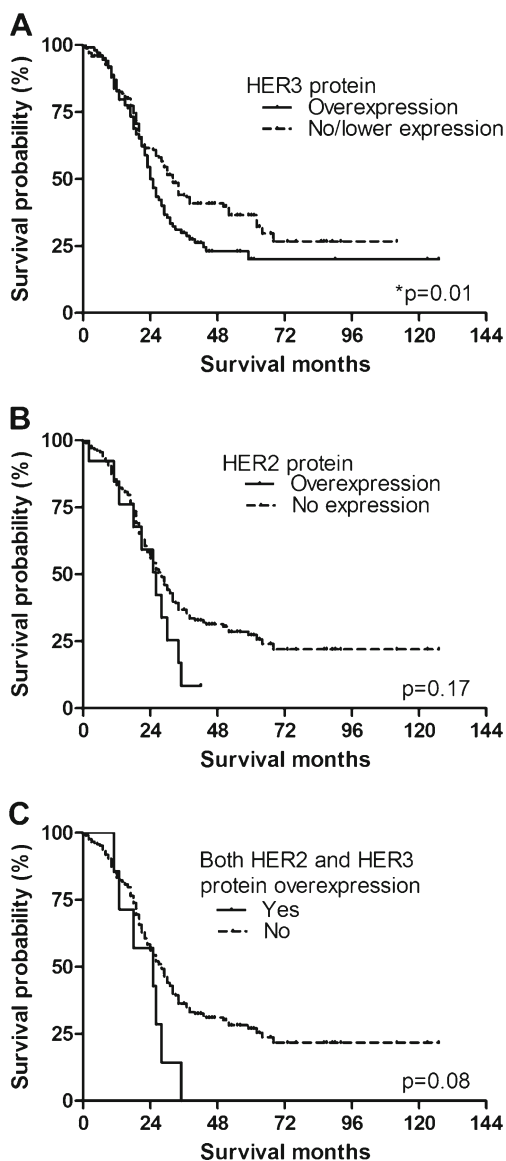 A
Survival probability (%)
100
75
50
25
0
HER3 protein
Overexpression
No/lower expression
*p=0.01
0 24 48 72 96 120 144
Survival months
B
Survival probability (%)
100
75
50
25
0
HER2 protein
Overexpression
No expression
p=0.17
0 24 48 72 96 120 144
Survival months
C
Survival probability (%)
100
75
50
25
0
Both HER2 and HER3
protein overexpression
Yes
No
p=0.08
0 24 48 72 96 120 144
Survival months